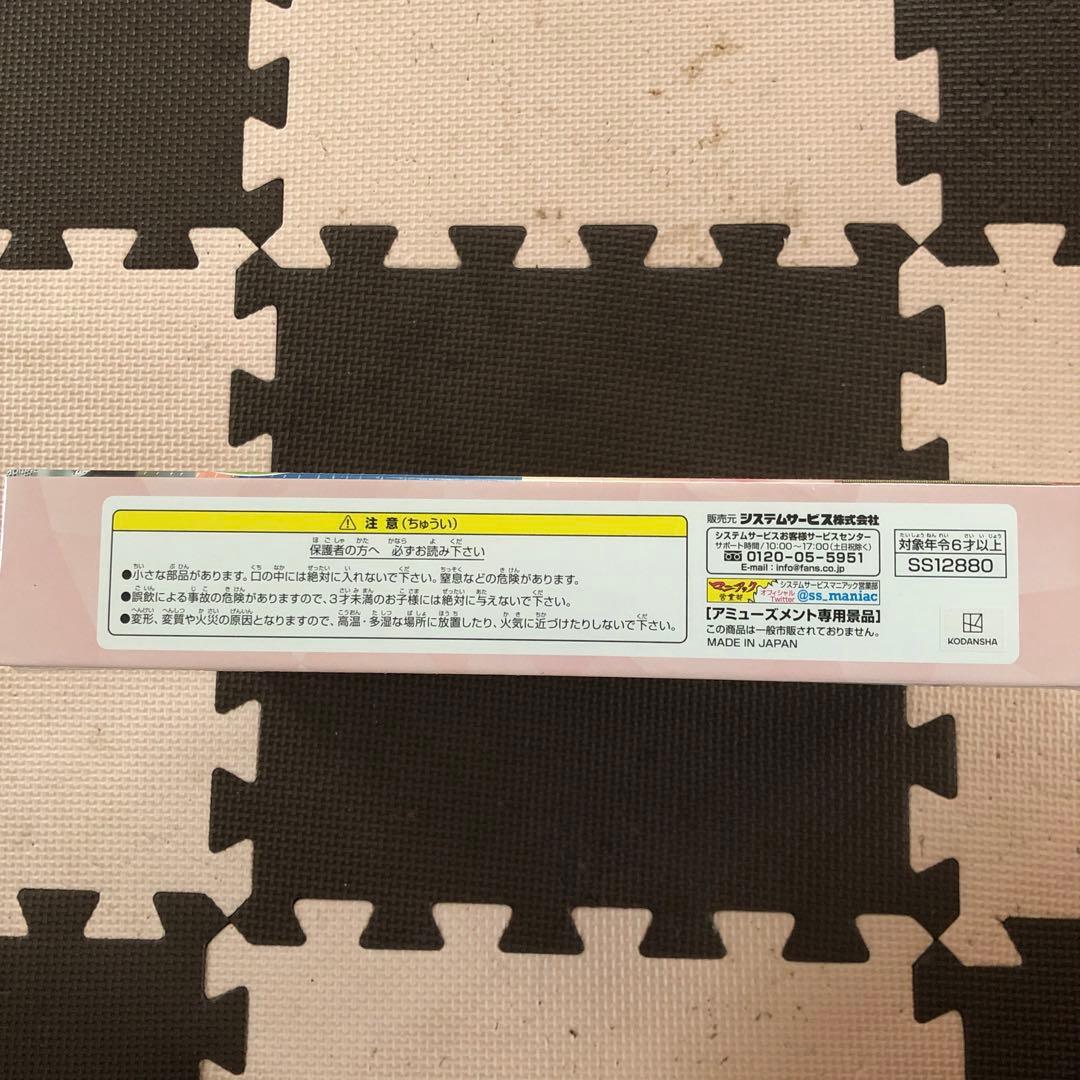 ⚠ 注意(ちゅうい)
保護者の方へ 必ずお読み下さい
●小さな部品があります。口の中には絶対に入れないで下さい。窒息などの危険があります。
●誤飲による事故の危険がありますので、3才未満のお子様には絶対に与えないで下さい。
●変形、変質や火災の原因となりますので、高温・多湿な場所に放置したり、火気に近づけたりしないで下さい。
販売元 システムサービス株式会社
システムサービスお客様サービスセンター
サポート時間/10:00〜17:00(土日祝除く)
0120-05-5951
E-mail : info@fans.co.jp
マニアック営業部 システムサービスマニアック営業部
オフィシャルTwitter @ss_maniac
[アミューズメント専用景品]
この商品は一般市販されておりません。
MADE IN JAPAN
対象年令6才以上
SS12880
KODANSHA